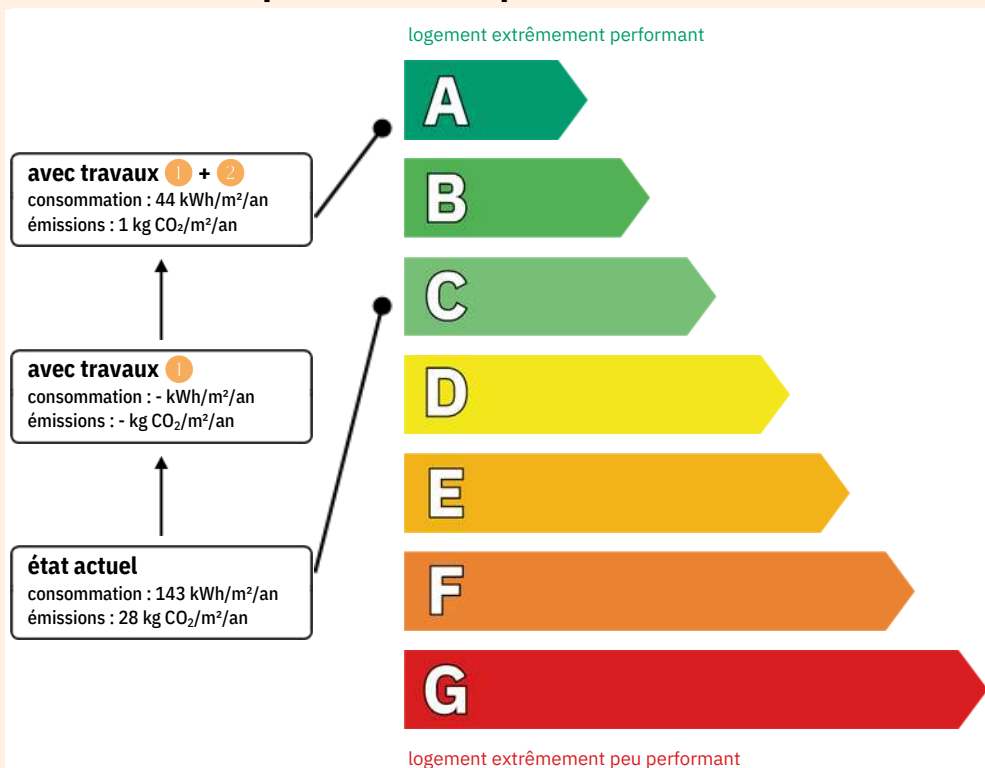 logement extrêmement performant
A
avec travaux 1 + 2
consommation : 44 kWh/m²/an
émissions : 1 kg CO₂/m²/an
B
C
avec travaux 1
consommation : - kWh/m²/an
émissions : - kg CO₂/m²/an
D
E
état actuel
consommation : 143 kWh/m²/an
émissions : 28 kg CO₂/m²/an
F
G
logement extrêmement peu performant